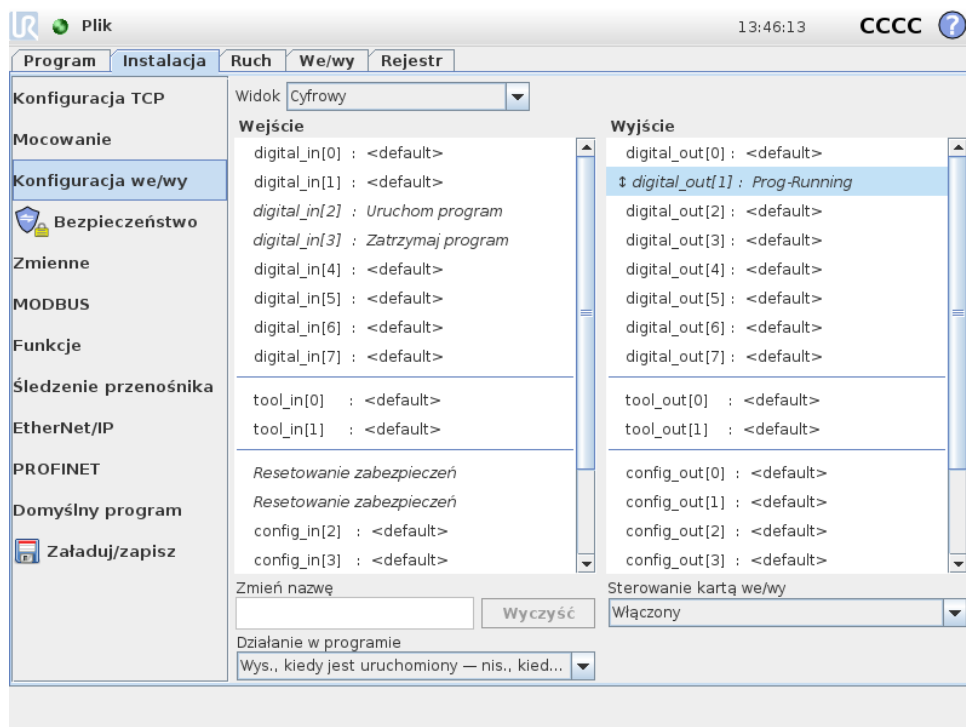 UR Plik 13:46:13 CCCC ?
Program Instalacja Ruch We/wy Rejestr
Konfiguracja TCP
Mocowanie
Konfiguracja we/wy
Bezpieczeństwo
Zmienne
MODBUS
Funkcje
Śledzenie przenośnika
EtherNet/IP
PROFINET
Domyślny program
Załaduj/zapisz
Widok Cyfrowy
Wejście
digital_in[0] : <default>
digital_in[1] : <default>
digital_in[2] : Uruchom program
digital_in[3] : Zatrzymaj program
digital_in[4] : <default>
digital_in[5] : <default>
digital_in[6] : <default>
digital_in[7] : <default>
tool_in[0] : <default>
tool_in[1] : <default>
Resetowanie zabezpieczeń
Resetowanie zabezpieczeń
config_in[2] : <default>
config_in[3] : <default>
Wyjście
digital_out[0] : <default>
↕ digital_out[1] : Prog-Running
digital_out[2] : <default>
digital_out[3] : <default>
digital_out[4] : <default>
digital_out[5] : <default>
digital_out[6] : <default>
digital_out[7] : <default>
tool_out[0] : <default>
tool_out[1] : <default>
config_out[0] : <default>
config_out[1] : <default>
config_out[2] : <default>
config_out[3] : <default>
Zmień nazwę
Wyczyść
Działanie w programie
Wys., kiedy jest uruchomiony — nis., kied...
Sterowanie kartą we/wy
Włączony